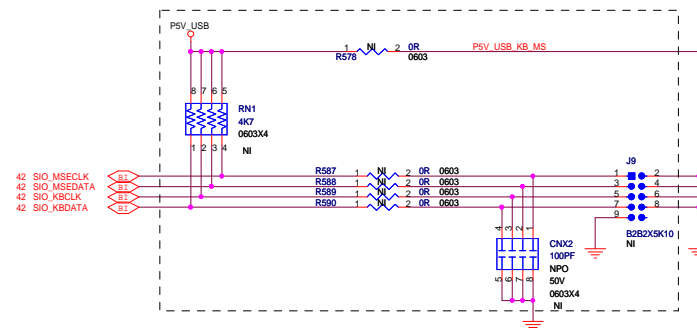 P5V_USB
1 NI 2 0R P5V_USB_KB_MS
R578 0603
8 7 6 5
RN1
4K7
0603X4
NI
1 2 3 4
42 SIO_MSECLK BI R587 1 NI 2 0R 0603
42 SIO_MSEDATA BI R588 1 NI 2 0R 0603
42 SIO_KBCLK BI R589 1 NI 2 0R 0603
42 SIO_KBDATA BI R590 1 NI 2 0R 0603
J9
1 2
3 4
5 6
7 8
9
B2B2X5K10
NI
4 3 2 1
CNX2
100PF
NPO
50V
0603X4
NI
5 6 7 8